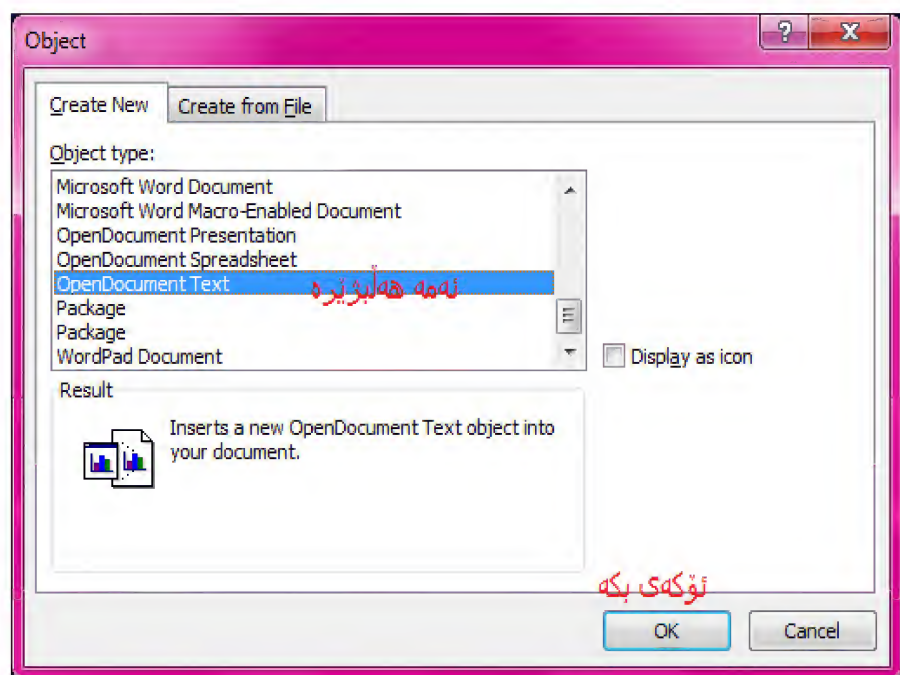 Object
Create New Create from File
Object type:
Microsoft Word Document
Microsoft Word Macro-Enabled Document
OpenDocument Presentation
OpenDocument Spreadsheet
OpenDocument Text ئەمە هەڵبژێرە
Package
Package
WordPad Document
Display as icon
Result
Inserts a new OpenDocument Text object into
your document.
ئۆکەی بکە
OK Cancel